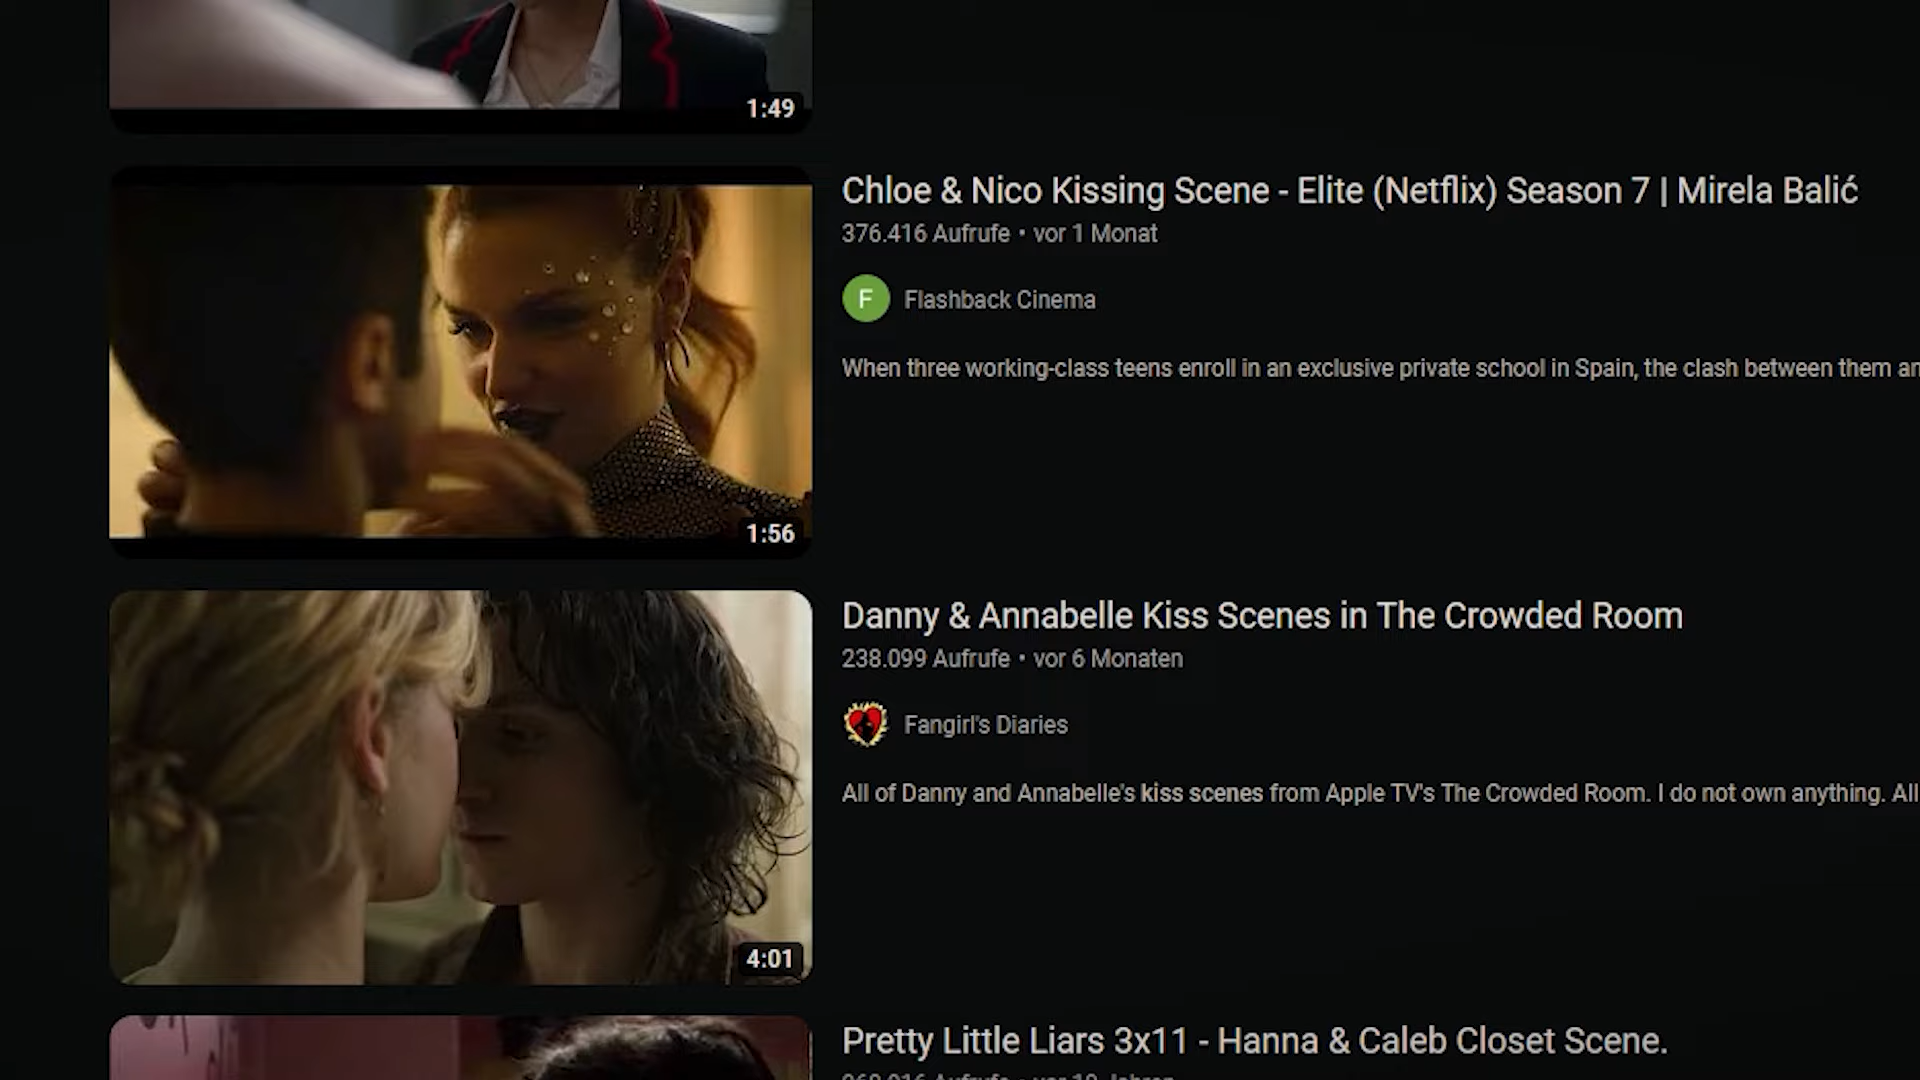 1:49
Chloe & Nico Kissing Scene - Elite (Netflix) Season 7 | Mirela Balić
376.416 Aufrufe • vor 1 Monat
F
Flashback Cinema
When three working-class teens enroll in an exclusive private school in Spain, the clash between them
1:56
Danny & Annabelle Kiss Scenes in The Crowded Room
238.099 Aufrufe • vor 6 Monaten
Fangirl's Diaries
All of Danny and Annabelle's kiss scenes from Apple TV's The Crowded Room. I do not own anything. All
4:01
Pretty Little Liars 3x11 - Hanna & Caleb Closet Scene.